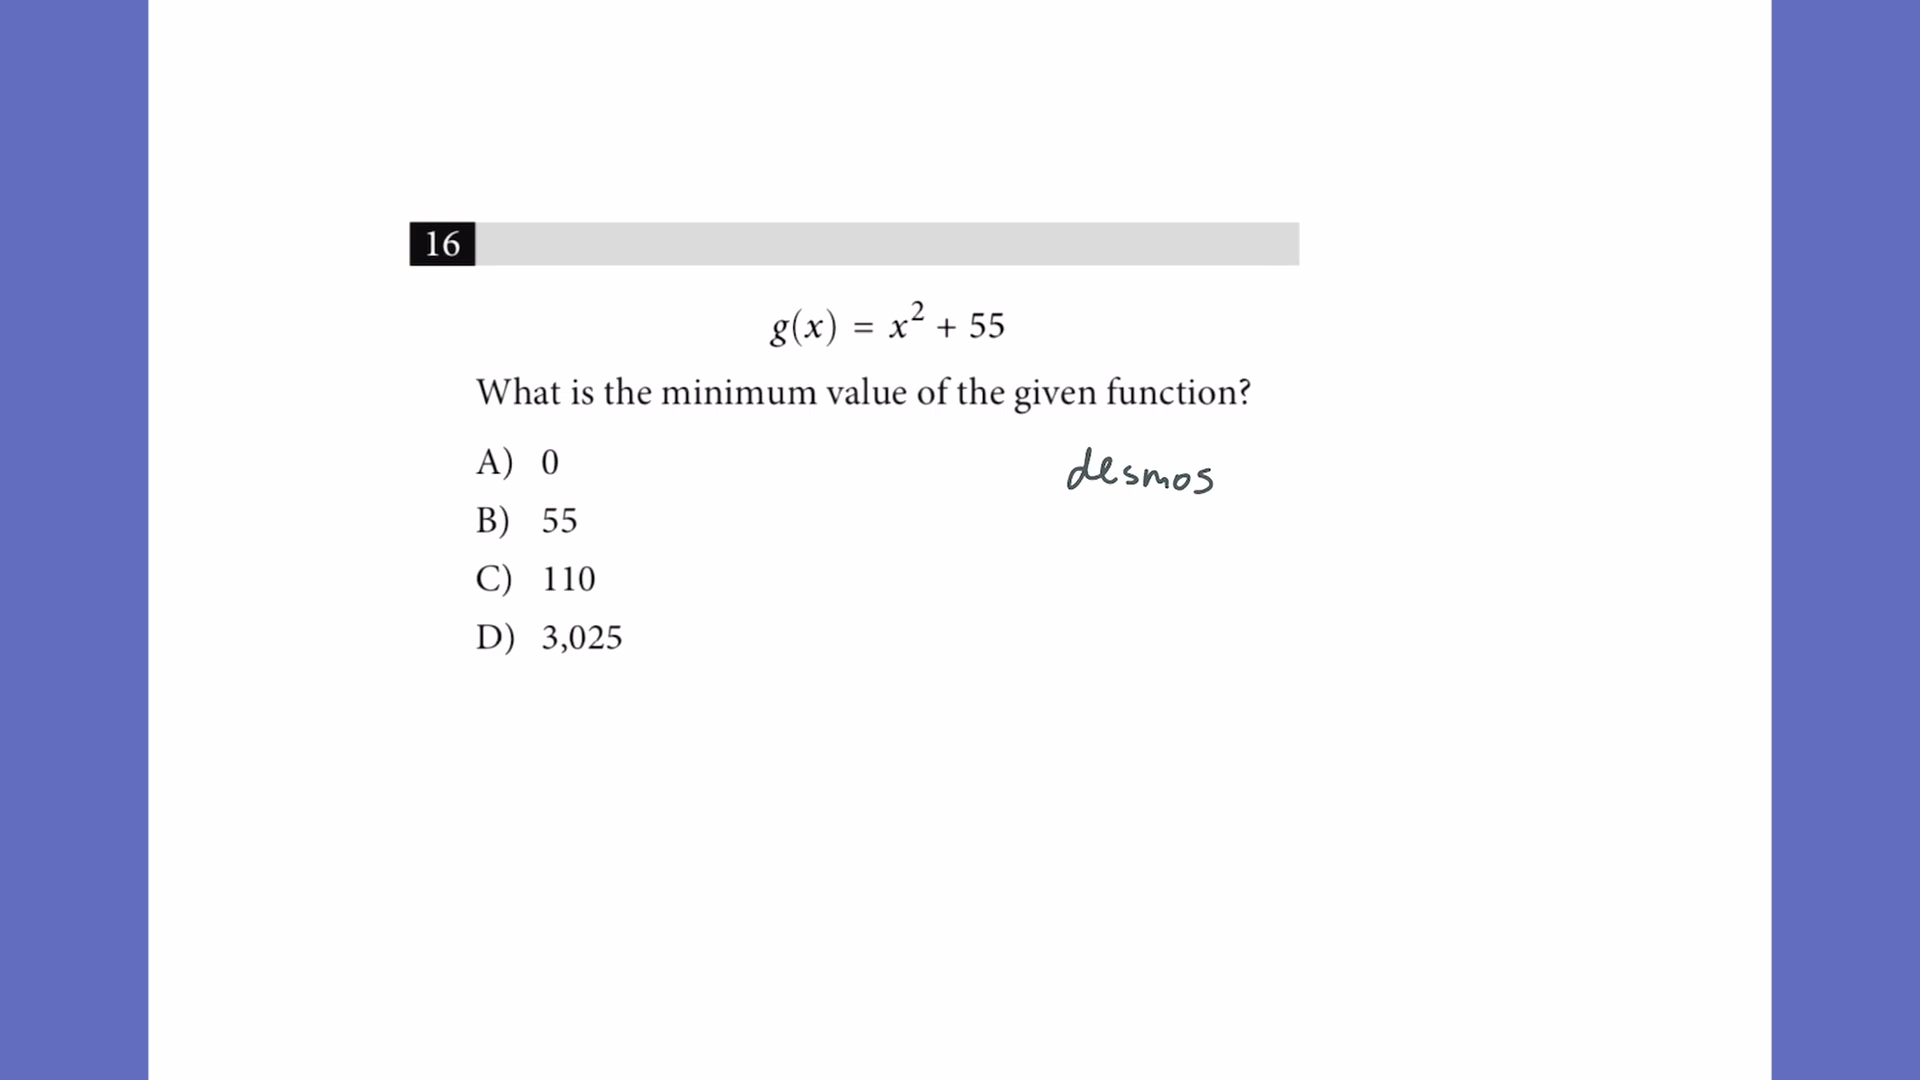 16
g(x) = x² + 55
What is the minimum value of the given function?
A) 0
desmos
B) 55
C) 110
D) 3,025